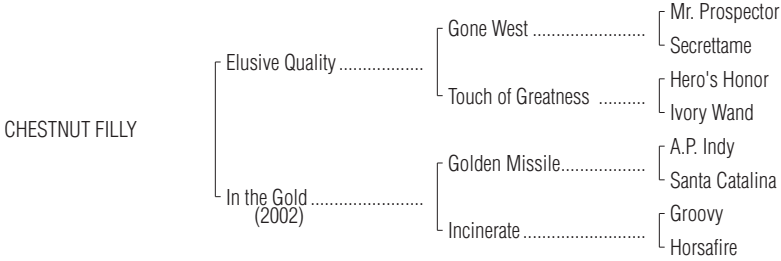 Mr. Prospector
Gone West ........................
Secrettame
Elusive Quality ..................
Hero's Honor
Touch of Greatness ..........
Ivory Wand
CHESTNUT FILLY
A.P. Indy
Golden Missile..................
Santa Catalina
In the Gold ........................
(2002)
Groovy
Incinerate ..........................
Horsafire